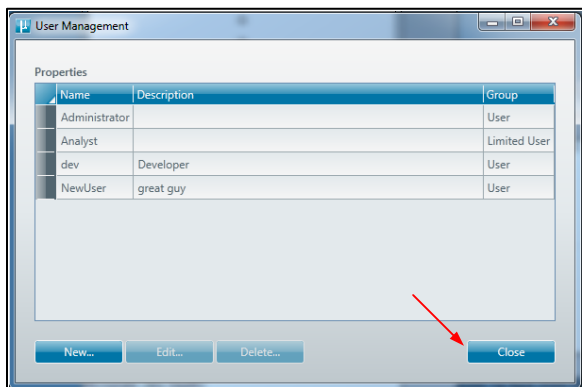 µ User Management
Properties
Name Description Group
Administrator User
Analyst Limited User
dev Developer User
NewUser great guy User
New... Edit... Delete... Close